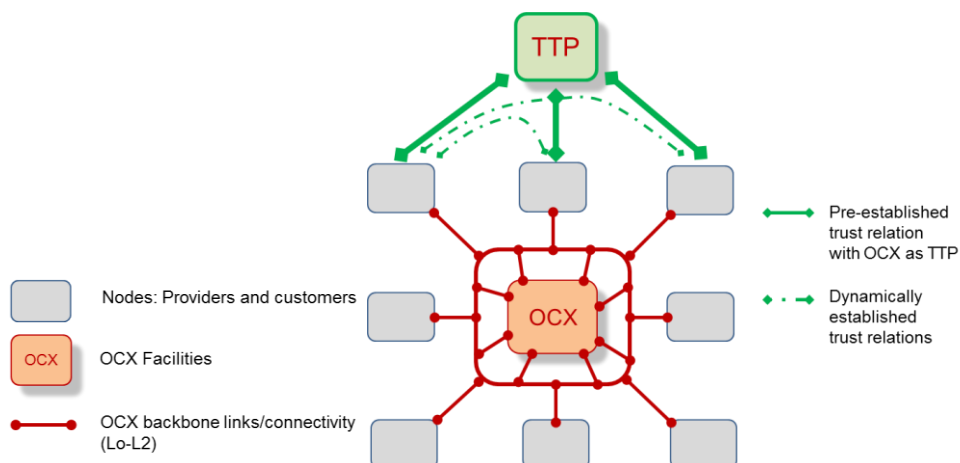 TTP
Pre-established
trust relation
with OCX as TTP
Nodes: Providers and customers
OCX
Dynamically
established
trust relations
OCX
OCX Facilities
OCX backbone links/connectivity
(Lo-L2)